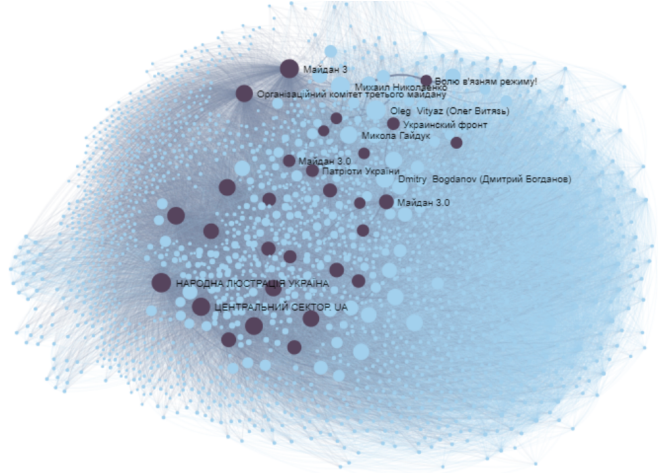 Майдан 3
Волю в'язням режиму!
Михаил Николаенко
Організаційний комітет третього майдану
Oleg Vityaz (Олег Витязь)
Украинский фронт
Микола Гайдук
Майдан 3.0
Патріоти України
Dmitry Bogdanov (Дмитрий Богданов)
Майдан 3.0
НАРОДНА ЛЮСТРАЦІЯ УКРАЇНА
ЦЕНТРАЛЬНИЙ СЕКТОР. UA